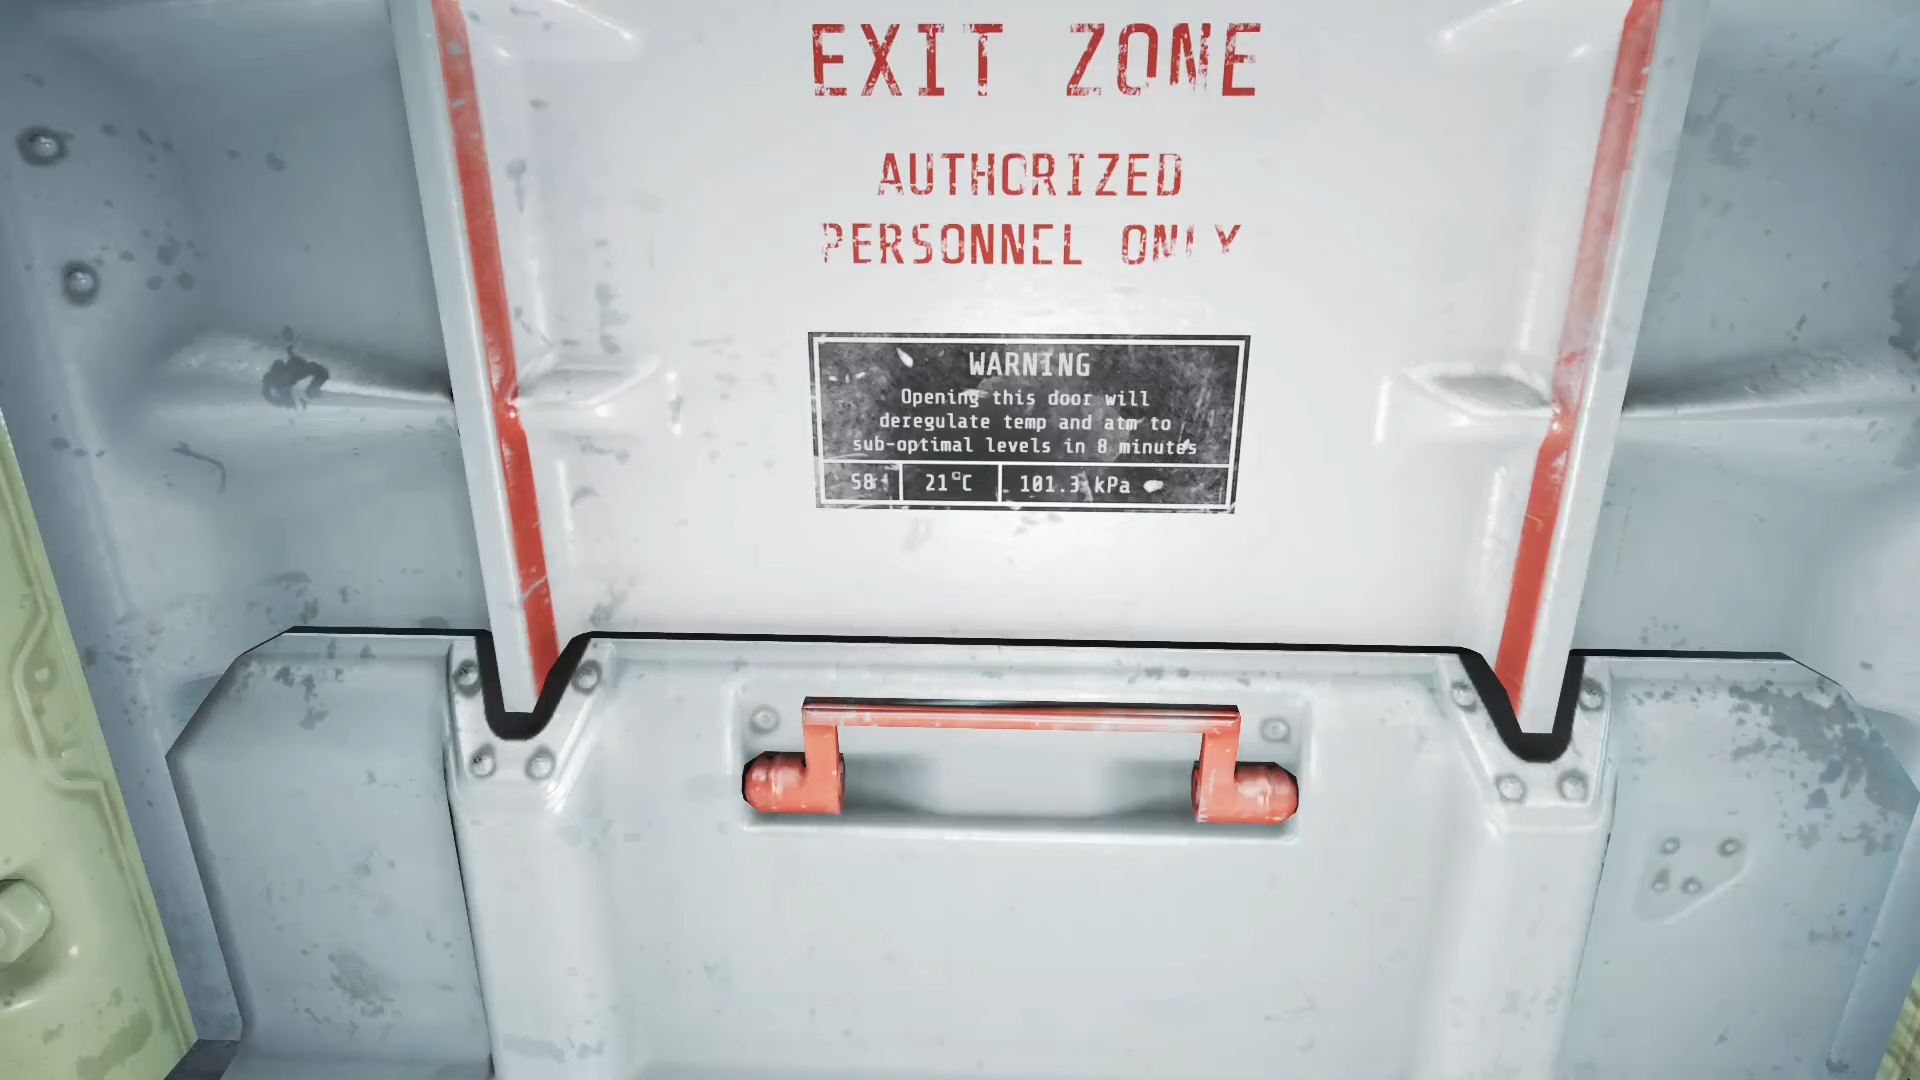 EXIT ZONE
AUTHORIZED
PERSONNEL ONLY
WARNING
Opening this door will
deregulate temp and atm to
sub-optimal levels in 8 minutes
21°C 101.3 kPa